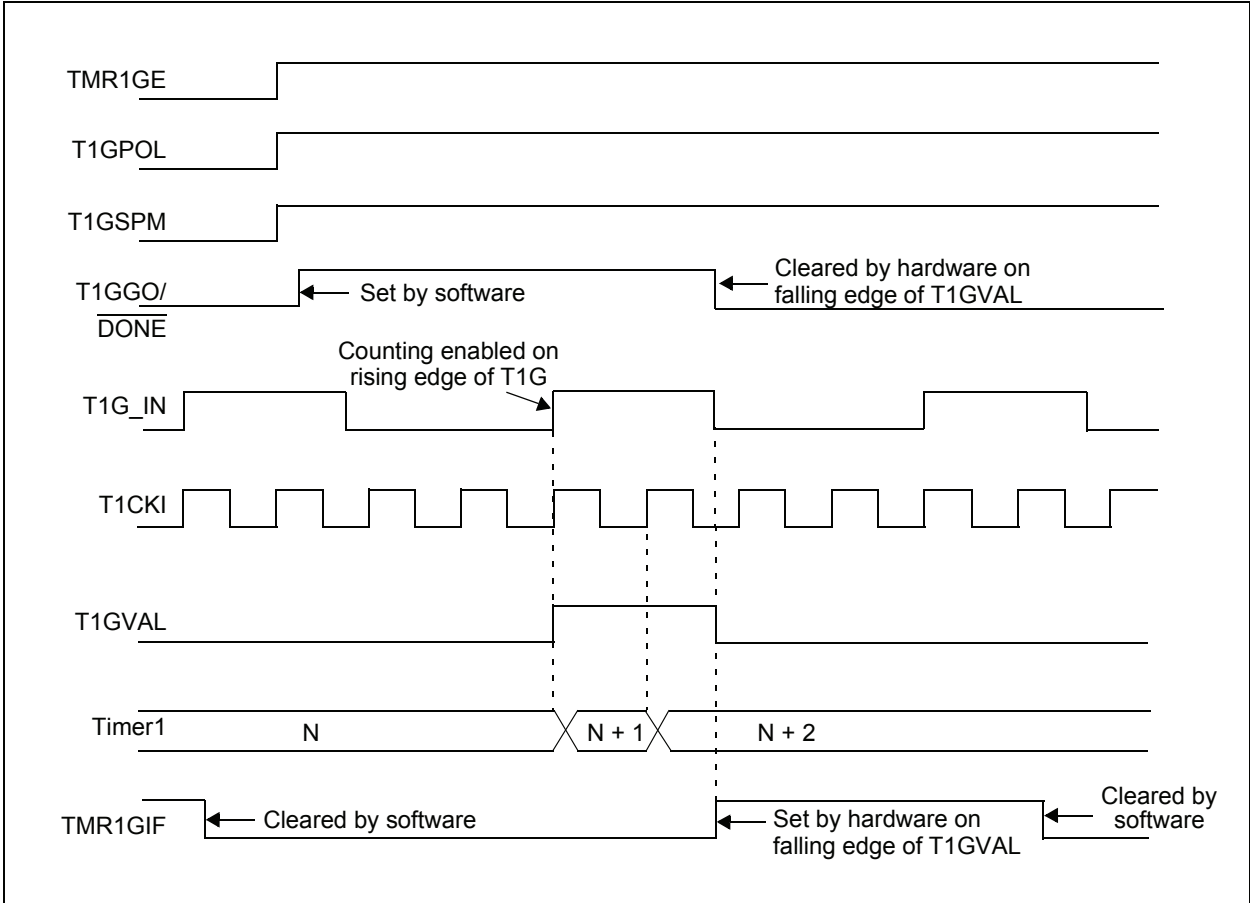 TMR1GE
T1GPOL
T1GSPM
T1GGO/
DONE
Set by software
Cleared by hardware on
falling edge of T1GVAL
Counting enabled on
rising edge of T1G
T1G_IN
T1CKI
T1GVAL
Timer1
N
N + 1
N + 2
TMR1GIF
Cleared by software
Set by hardware on
falling edge of T1GVAL
Cleared by
software